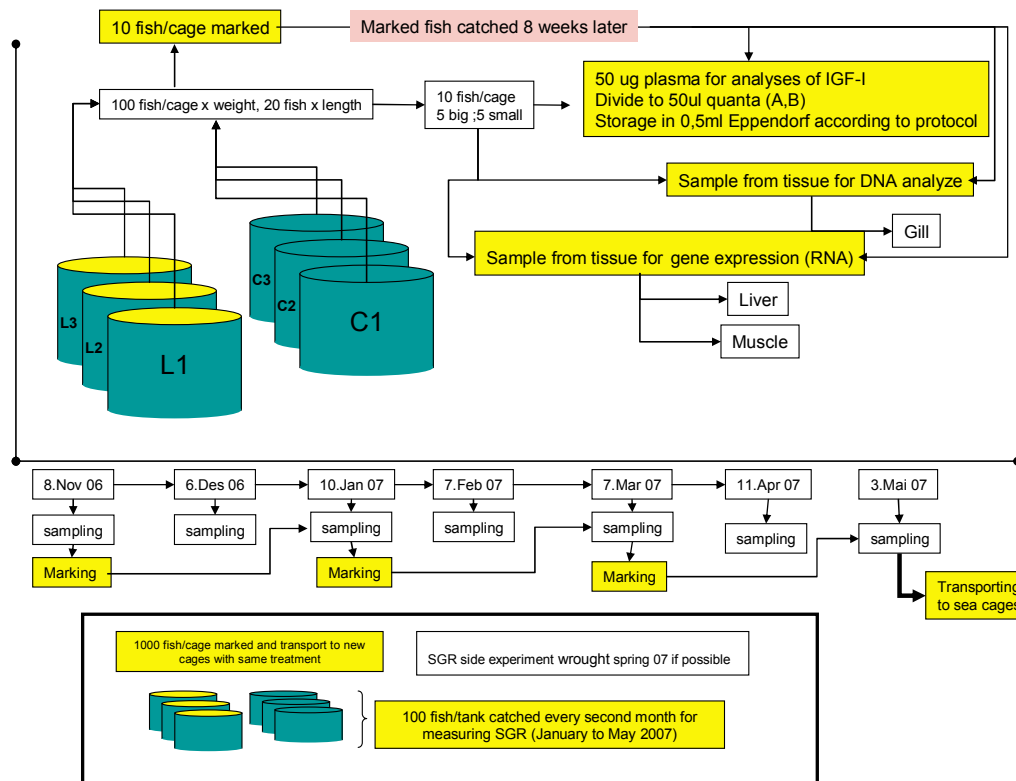 10 fish/cage marked
Marked fish catched 8 weeks later
50 ug plasma for analyses of IGF-I
Divide to 50ul quanta (A,B)
Storage in 0,5ml Eppendorf according to protocol
100 fish/cage x weight, 20 fish x length
10 fish/cage
5 big ;5 small
Sample from tissue for DNA analyze
Gill
Sample from tissue for gene expression (RNA)
Liver
Muscle
L3
L2
L1
C3
C2
C1
8.Nov 06
6.Des 06
10.Jan 07
7.Feb 07
7.Mar 07
11.Apr 07
3.Mai 07
sampling
sampling
sampling
sampling
sampling
sampling
sampling
Marking
Marking
Marking
Transporting
to sea cages
1000 fish/cage marked and transport to new
cages with same treatment
SGR side experiment wrought spring 07 if possible
100 fish/tank catched every second month for
measuring SGR (January to May 2007)